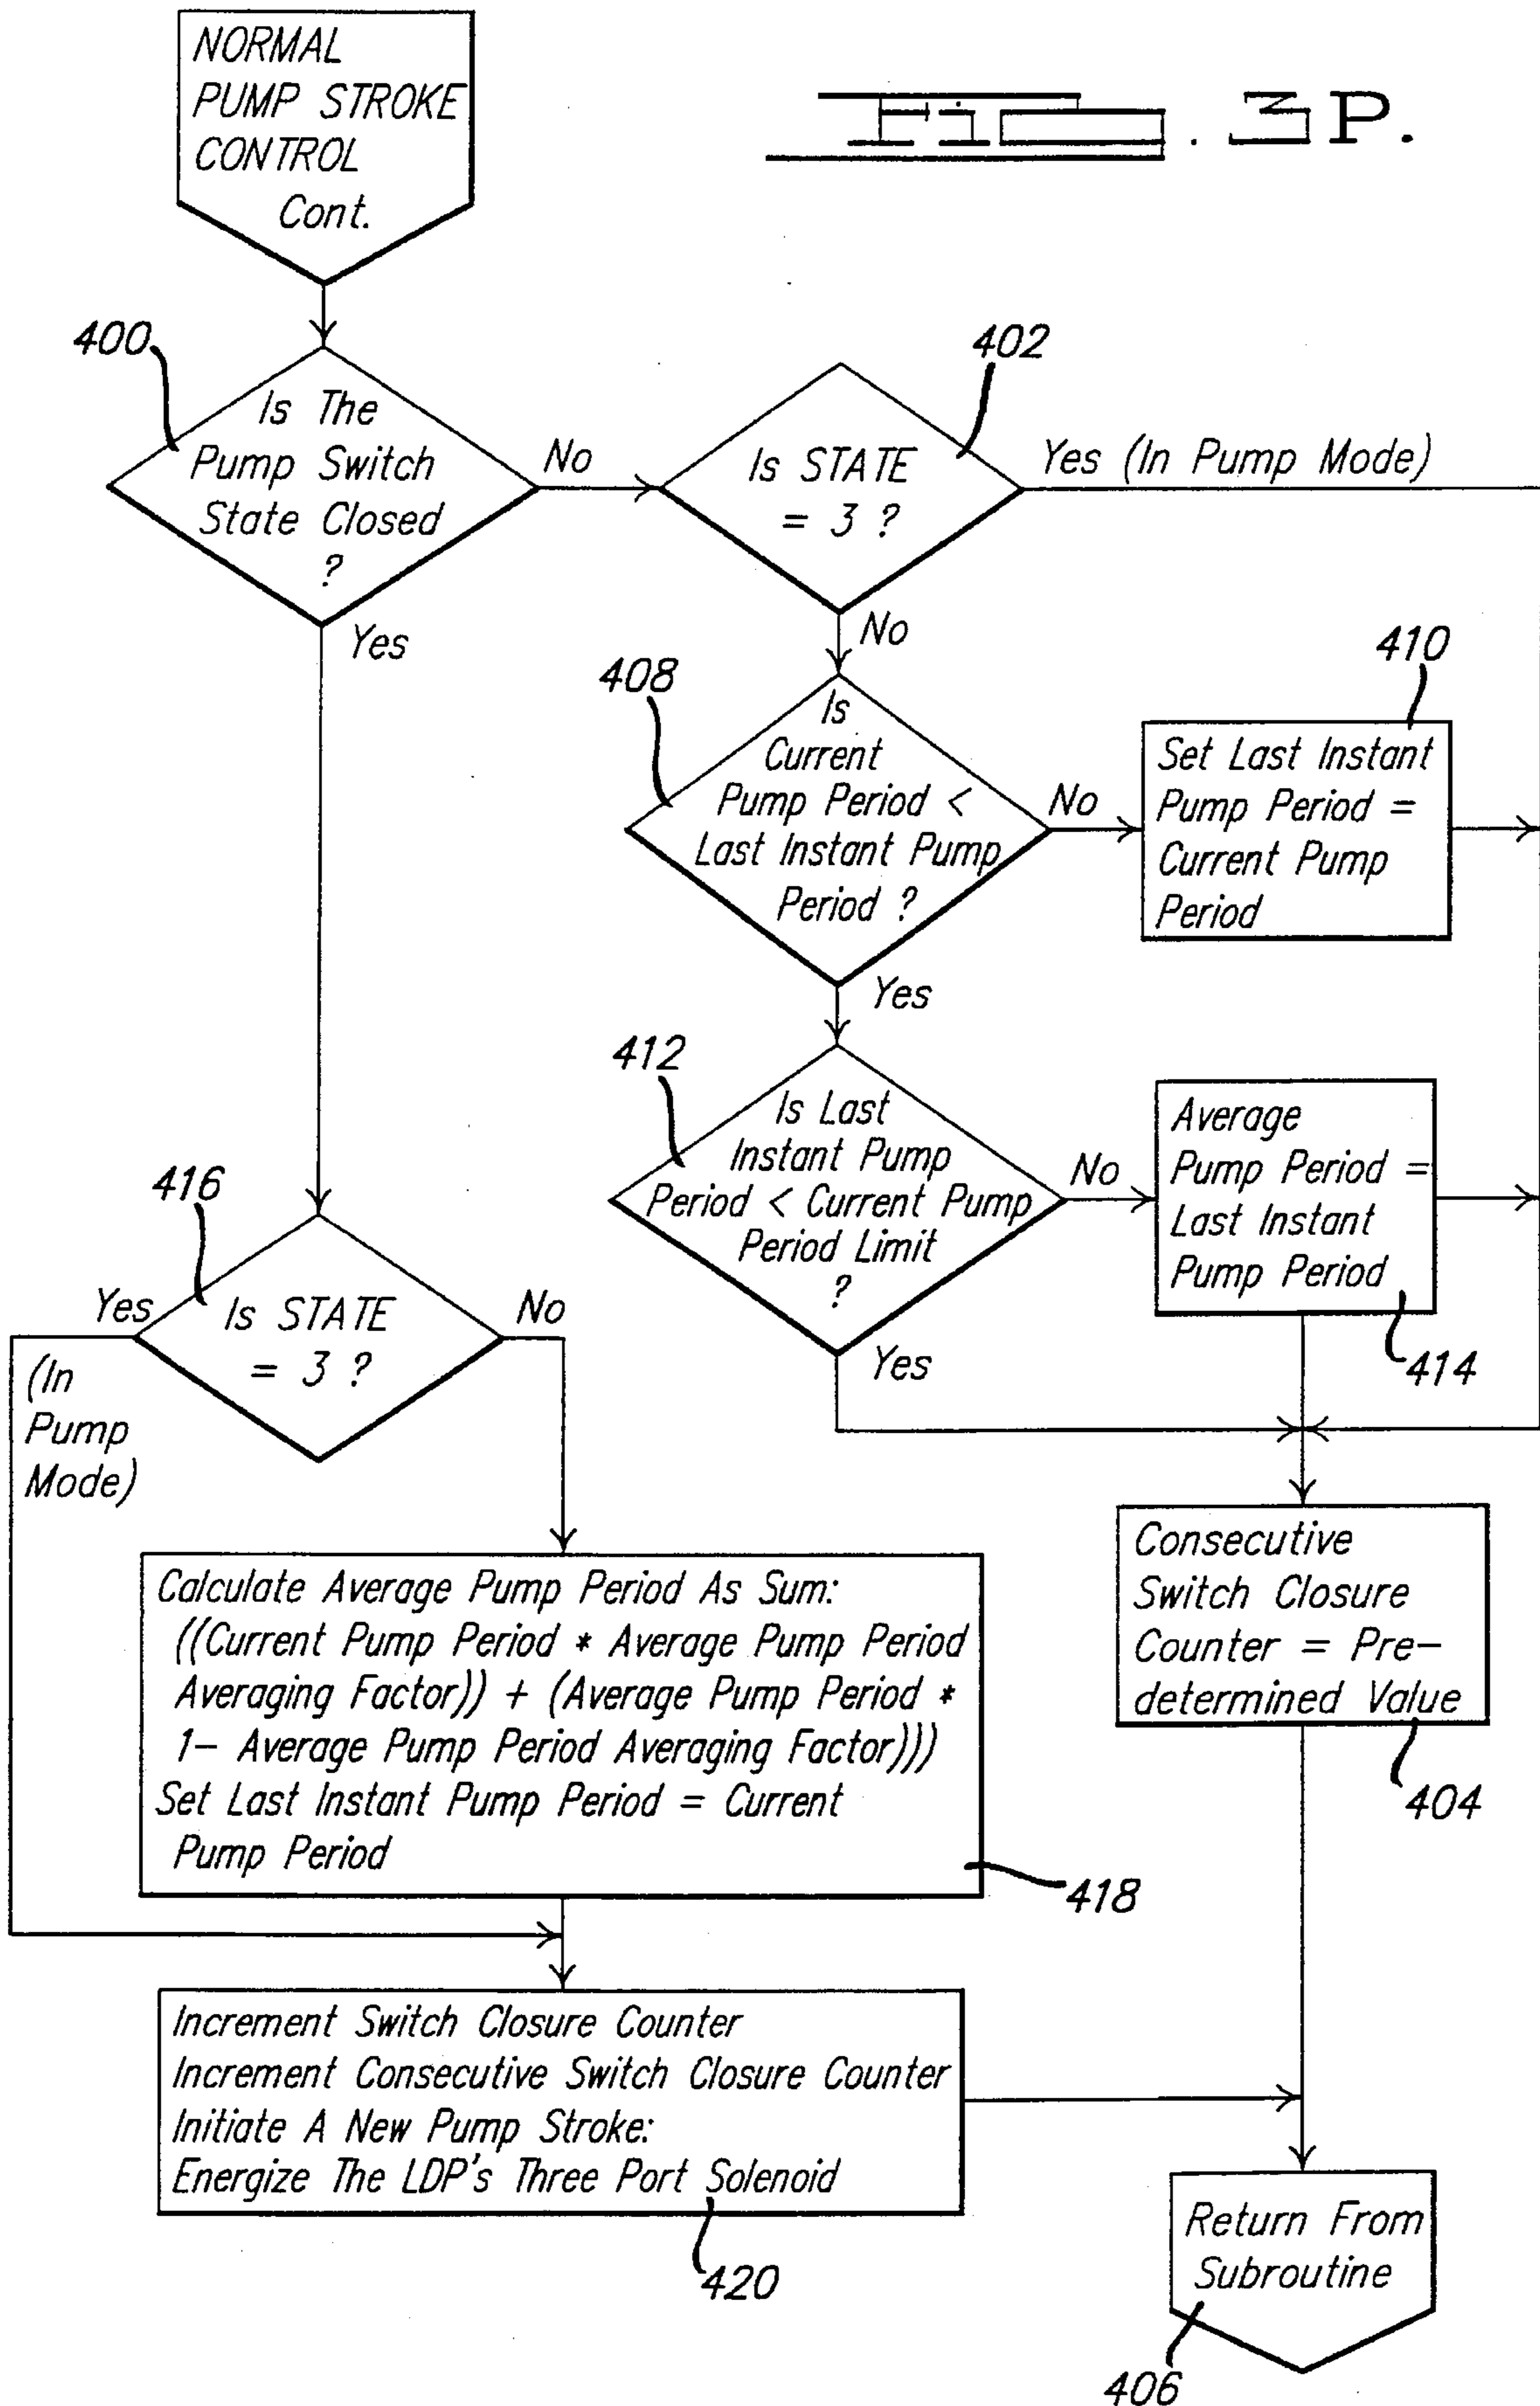 NORMAL
PUMP STROKE
CONTROL
Cont.
FIG. 3P.
400
Is The
Pump Switch
State Closed
?
No
Yes
402
Is STATE
= 3 ?
Yes (In Pump Mode)
No
408
Is
Current
Pump Period <
Last Instant Pump
Period ?
No
Yes
410
Set Last Instant
Pump Period =
Current Pump
Period
412
Is Last
Instant Pump
Period < Current Pump
Period Limit
?
No
Yes
Average
Pump Period =
Last Instant
Pump Period
414
416
Is STATE
= 3 ?
Yes
(In
Pump
Mode)
No
Consecutive
Switch Closure
Counter = Pre-
determined Value
404
Calculate Average Pump Period As Sum:
((Current Pump Period * Average Pump Period
Averaging Factor)) + (Average Pump Period *
1- Average Pump Period Averaging Factor)))
Set Last Instant Pump Period = Current
Pump Period
418
Increment Switch Closure Counter
Increment Consecutive Switch Closure Counter
Initiate A New Pump Stroke:
Energize The LDP's Three Port Solenoid
420
Return From
Subroutine
406